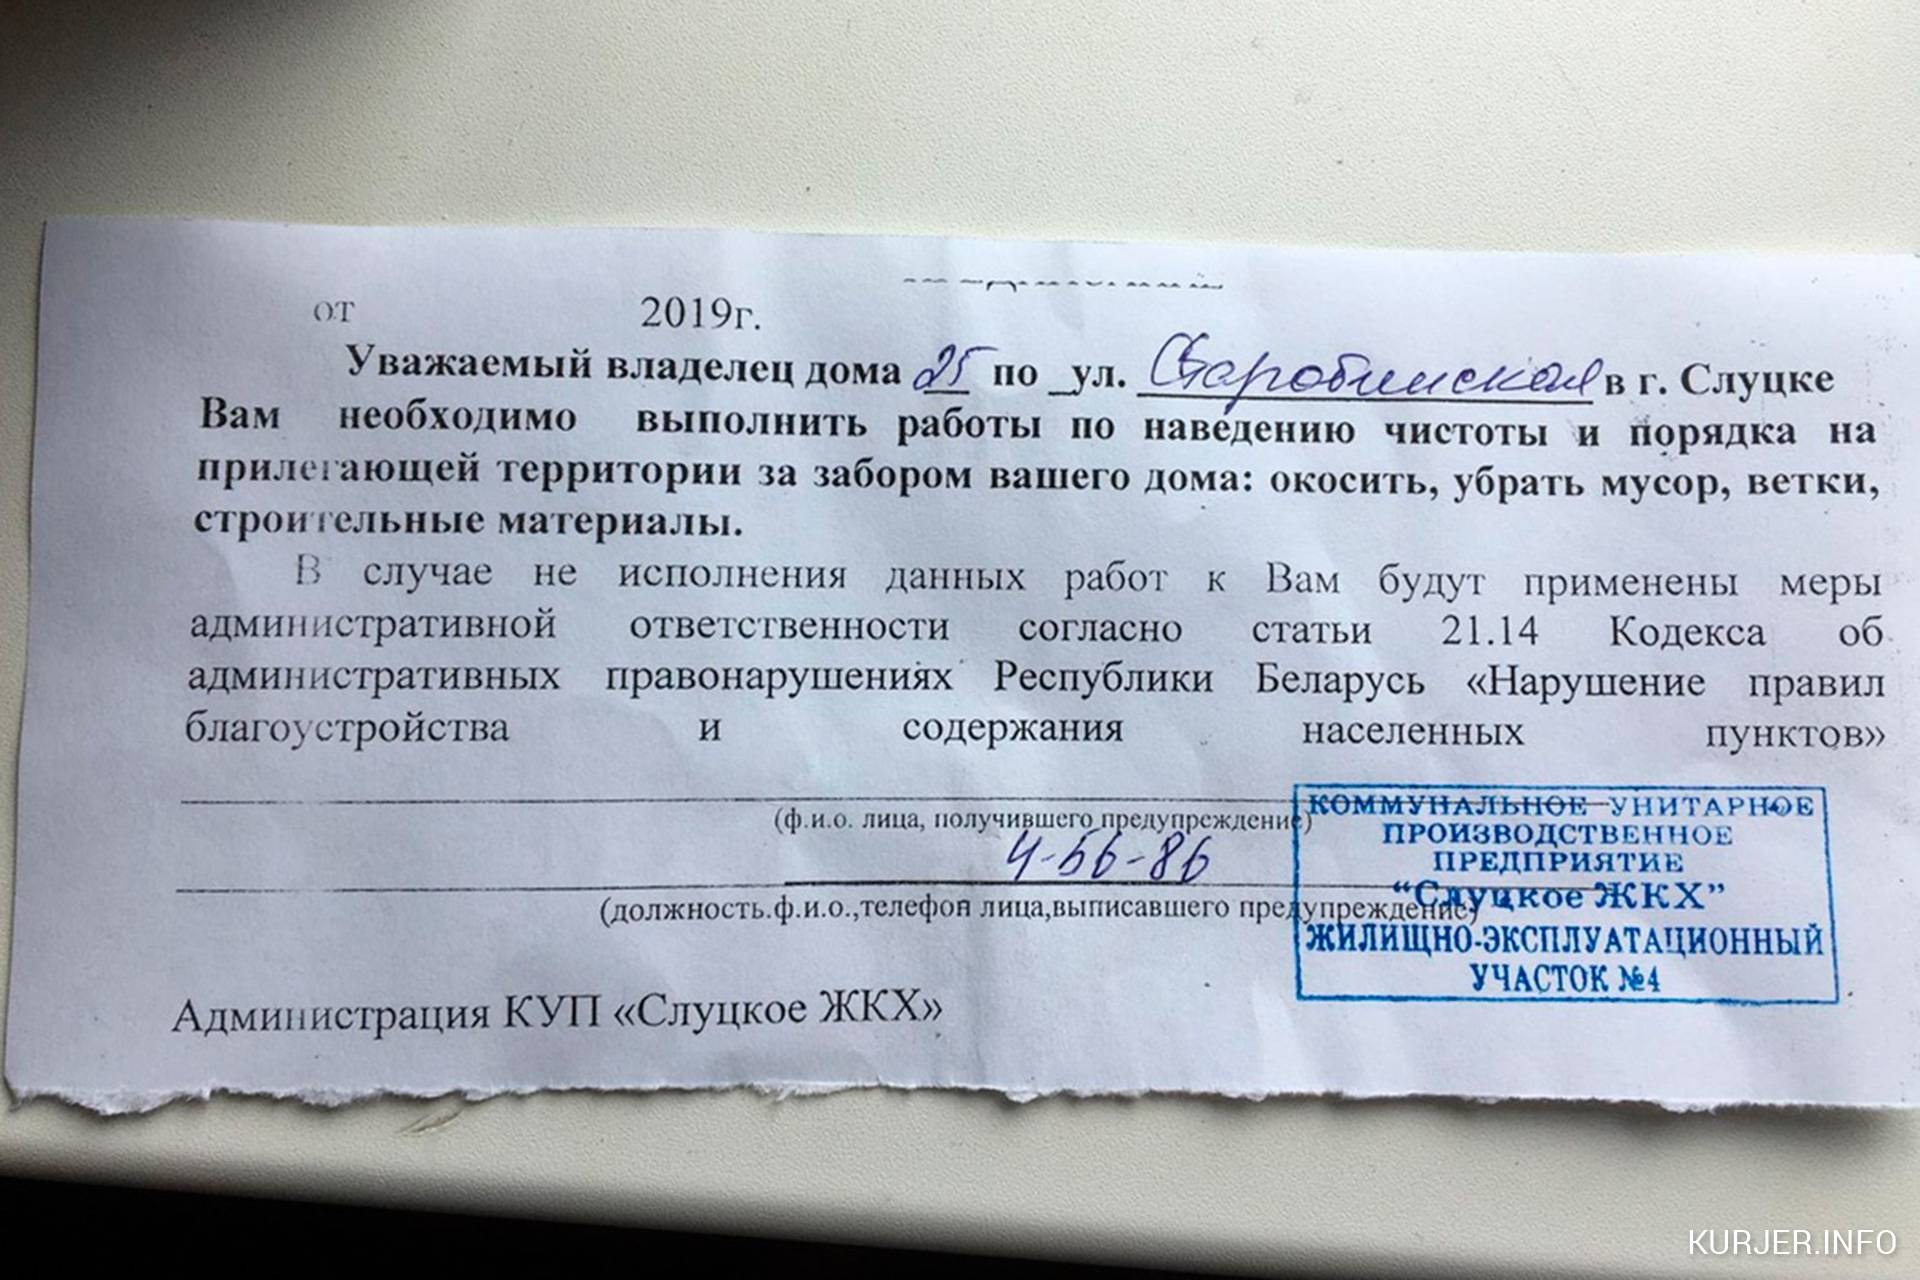 от 2019г.
Уважаемый владелец дома 25 по _ул. Старобинская в г. Слуцке
Вам необходимо выполнить работы по наведению чистоты и порядка на
прилегающей территории за забором вашего дома: окосить, убрать мусор, ветки,
строительные материалы.
В случае не исполнения данных работ к Вам будут применены меры
административной ответственности согласно статьи 21.14 Кодекса об
административных правонарушениях Республики Беларусь «Нарушение правил
благоустройства и содержания населенных пунктов»
(ф.и.о. лица, получившего предупреждение)
4-56-86
(должность.ф.и.о.,телефон лица,выписавшего предупреждение)
КОММУНАЛЬНОЕ УНИТАРНОЕ
ПРОИЗВОДСТВЕННОЕ
ПРЕДПРИЯТИЕ
“Слуцкое ЖКХ”
ЖИЛИЩНО-ЭКСПЛУАТАЦИОННЫЙ
УЧАСТОК №4
Администрация КУП «Слуцкое ЖКХ»
KURJER.INFO